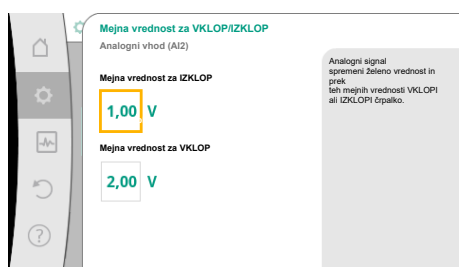 Mejna vrednost za VKLOP/IZKLOP
Analogni vhod (AI2)
Mejna vrednost za IZKLOP
1,00 V
Mejna vrednost za VKLOP
2,00 V
Analogni signal
spremeni želeno vrednost in
prek
teh mejnih vrednosti VKLOPI
ali IZKLOPI črpalko.
?